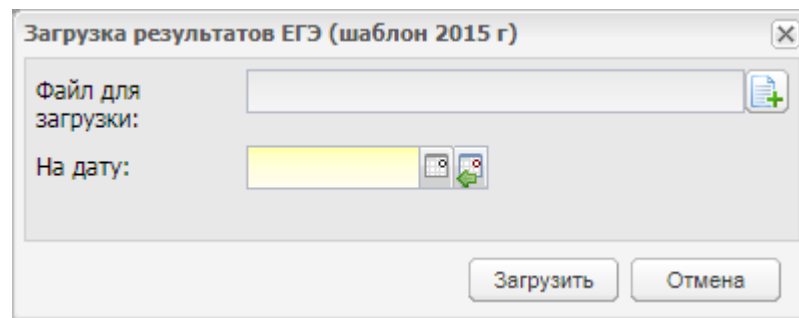 Загрузка результатов ЕГЭ (шаблон 2015 г)
Файл для
загрузки:
На дату:
Загрузить Отмена